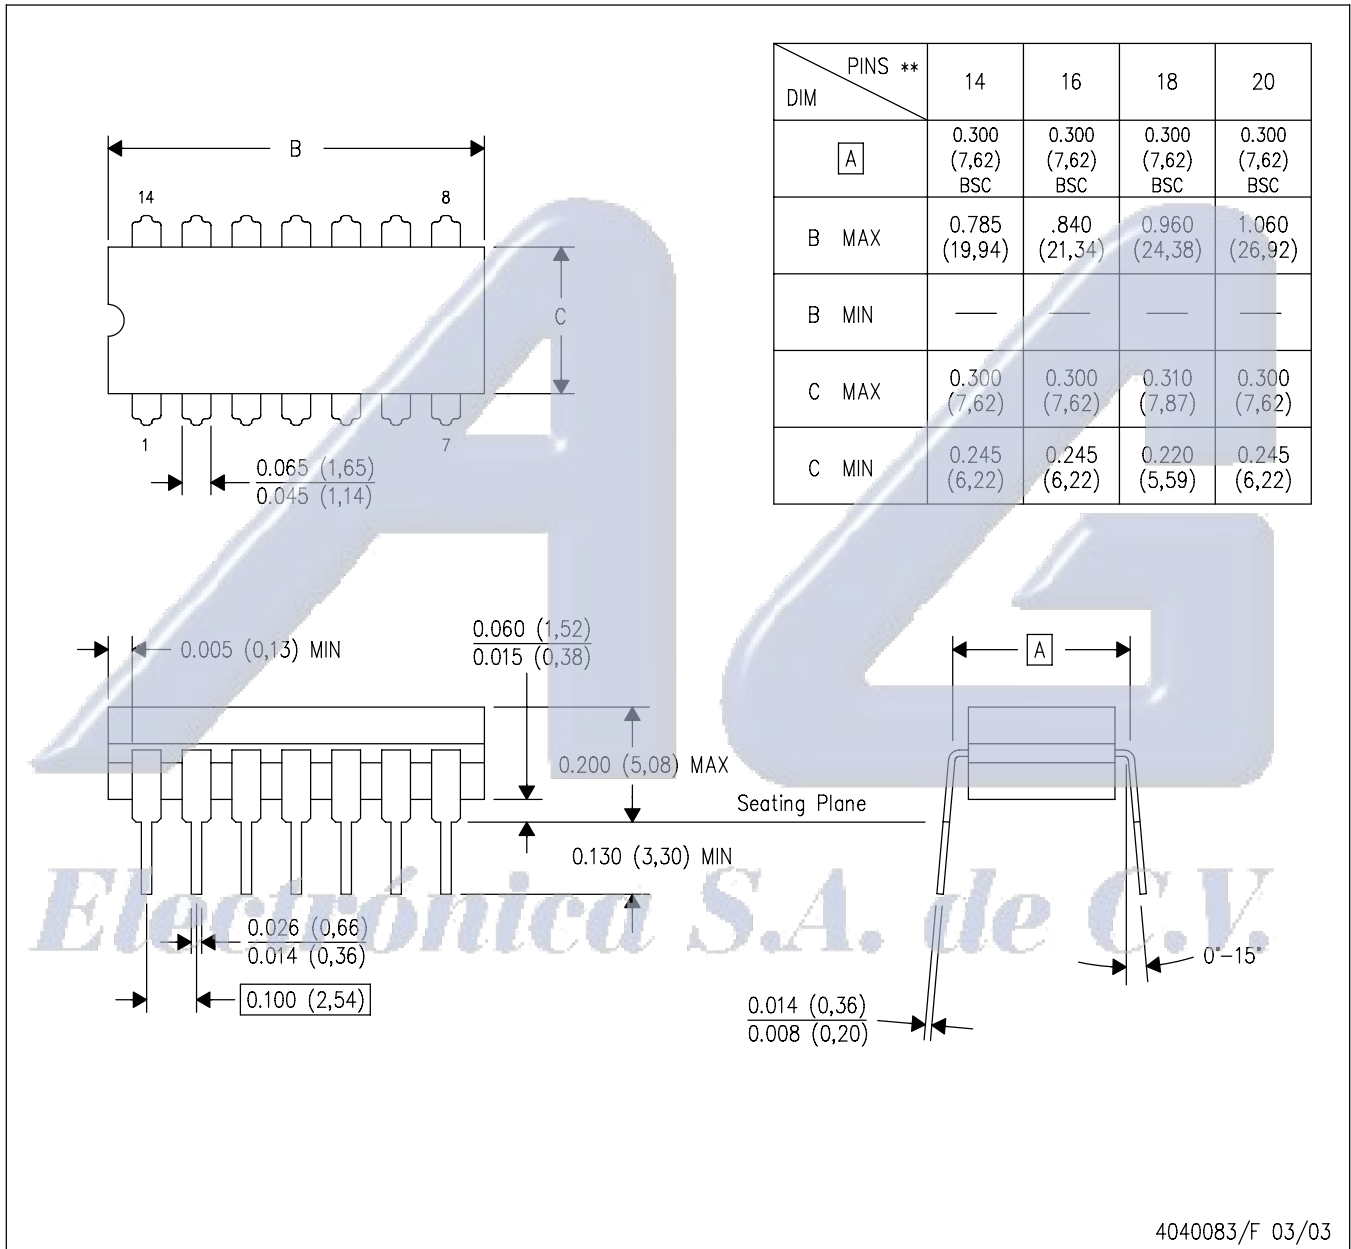 PINS **
DIM
14 16 18 20
A
0.300 0.300 0.300 0.300
(7,62) (7,62) (7,62) (7,62)
BSC BSC BSC BSC
B MAX
0.785 .840 0.960 1.060
(19,94) (21,34) (24,38) (26,92)
B MIN
— — — —
C MAX
0.300 0.300 0.310 0.300
(7,62) (7,62) (7,87) (7,62)
C MIN
0.245 0.245 0.220 0.245
(6,22) (6,22) (5,59) (6,22)
B
14 8
C
1 7
0.065 (1,65)
0.045 (1,14)
0.005 (0,13) MIN
0.060 (1,52)
0.015 (0,38)
A
0.200 (5,08) MAX
Seating Plane
0.130 (3,30) MIN
0.026 (0,66)
0.014 (0,36)
0.100 (2,54)
0°–15°
0.014 (0,36)
0.008 (0,20)
AG
Electrónica S.A. de C.V.
4040083/F 03/03